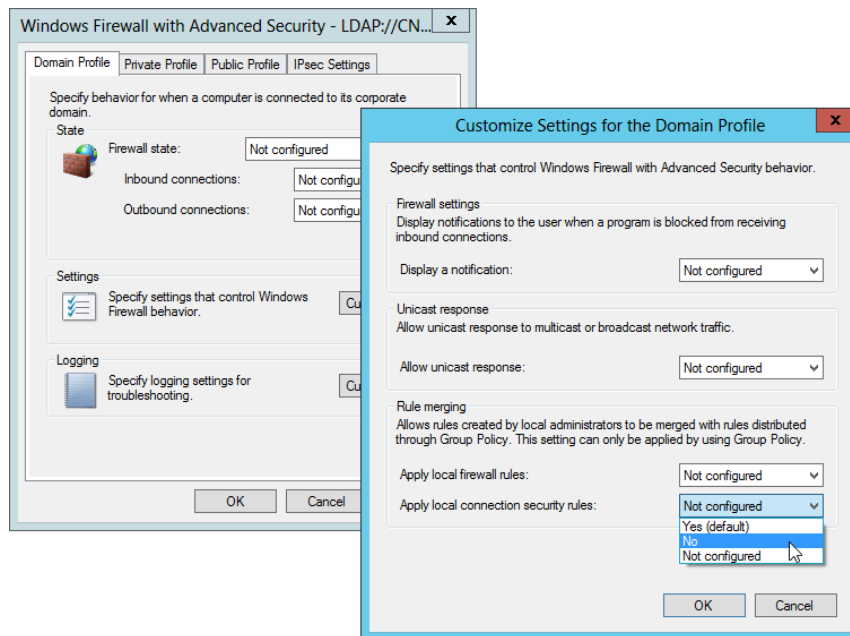 Windows Firewall with Advanced Security - LDAP://CN...
x
Domain Profile
Private Profile
Public Profile
IPsec Settings
Specify behavior for when a computer is connected to its corporate
domain.
State
Firewall state:
Not configured
Inbound connections:
Not configu
Outbound connections:
Not configu
Settings
Specify settings that control Windows
Firewall behavior.
Cu
Logging
Specify logging settings for
troubleshooting.
Cu
OK
Cancel
Customize Settings for the Domain Profile
x
Specify settings that control Windows Firewall with Advanced Security behavior.
Firewall settings
Display notifications to the user when a program is blocked from receiving
inbound connections.
Display a notification:
Not configured
Unicast response
Allow unicast response to multicast or broadcast network traffic.
Allow unicast response:
Not configured
Rule merging
Allows rules created by local administrators to be merged with rules distributed
through Group Policy. This setting can only be applied by using Group Policy.
Apply local firewall rules:
Not configured
Apply local connection security rules:
Not configured
Yes (default)
No
Not configured
OK
Cancel